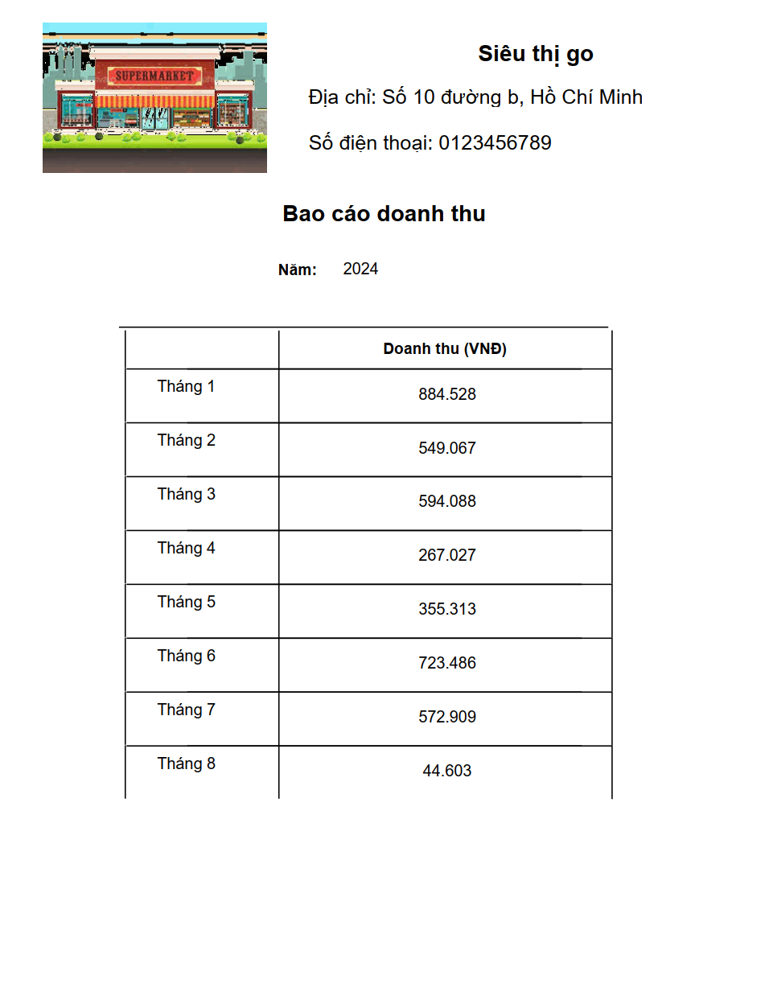 SUPERMARKET
Siêu thị go
Địa chỉ: Số 10 đường b, Hồ Chí Minh
Số điện thoại: 0123456789
Bao cáo doanh thu
Năm: 2024
Doanh thu (VNĐ)
Tháng 1 884.528
Tháng 2 549.067
Tháng 3 594.088
Tháng 4 267.027
Tháng 5 355.313
Tháng 6 723.486
Tháng 7 572.909
Tháng 8 44.603